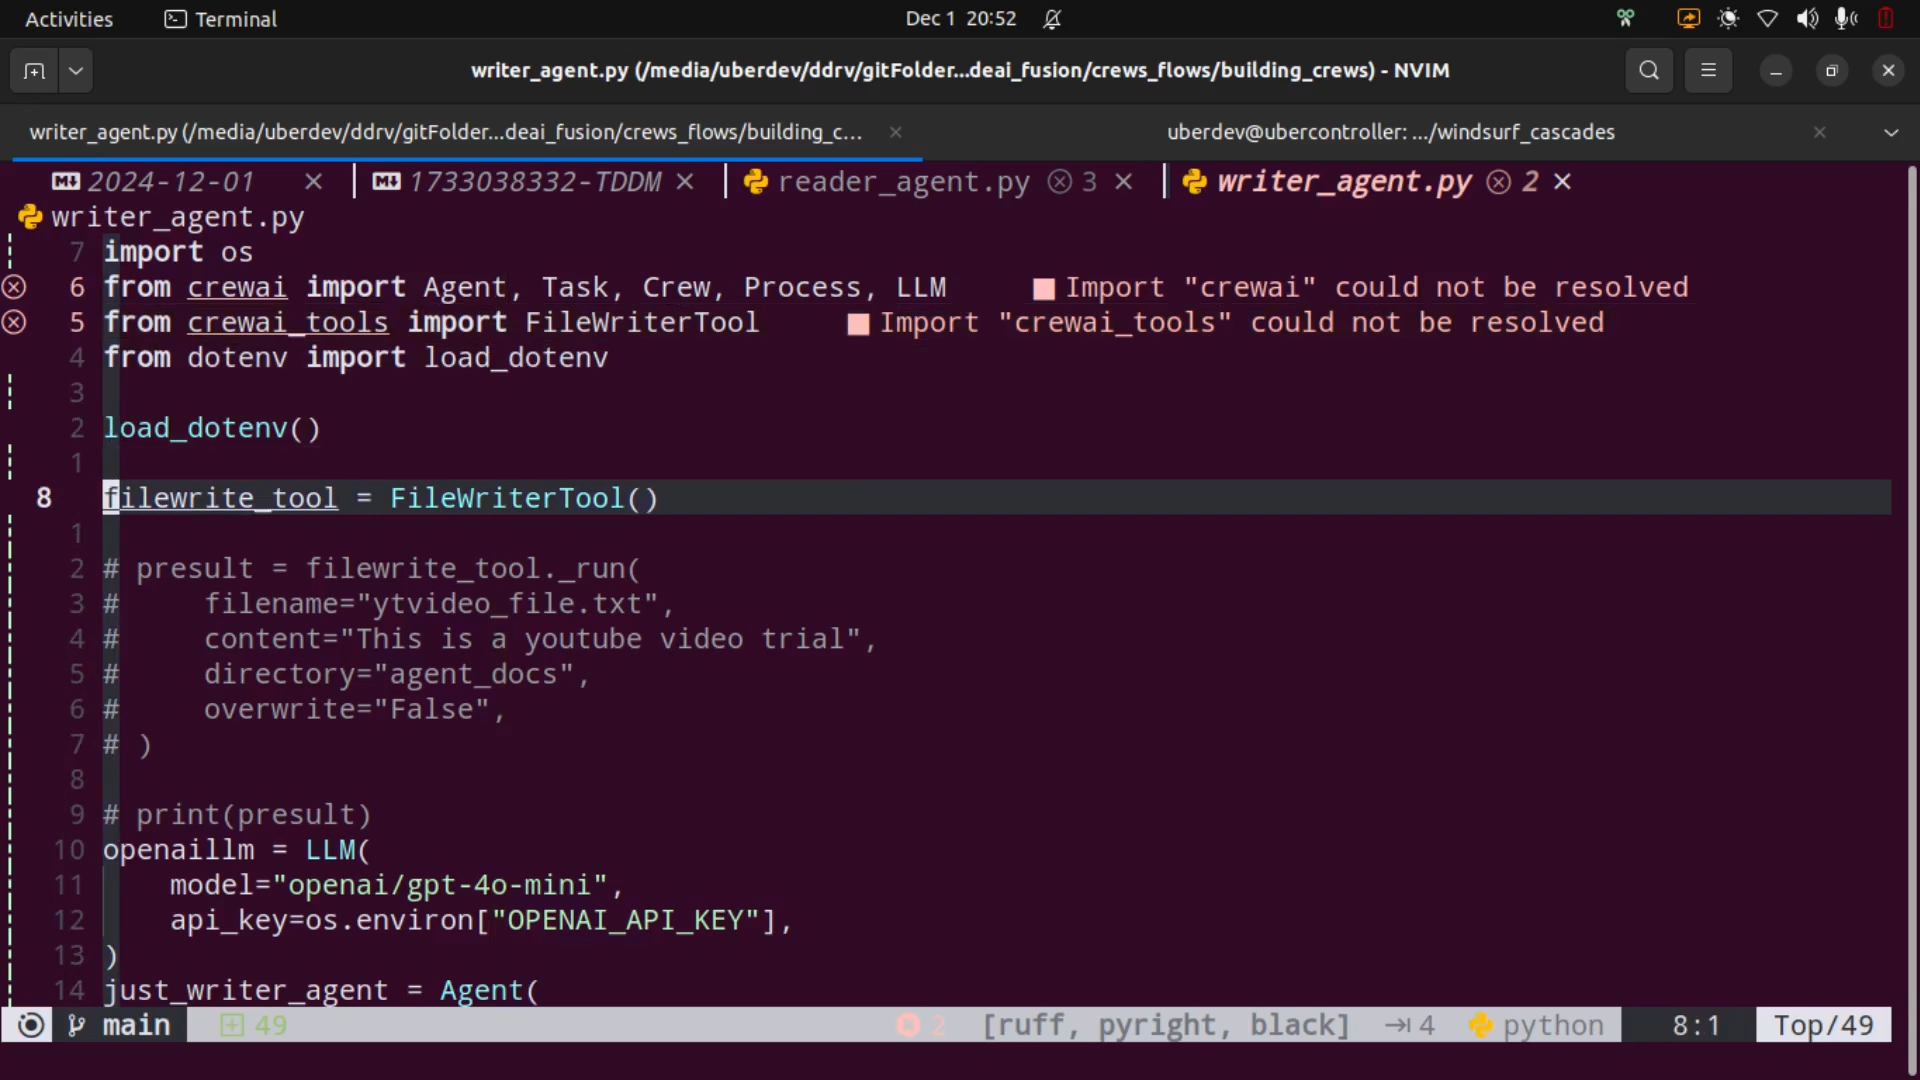 Activities Terminal Dec 1 20:52
writer_agent.py (/media/uberdev/ddrv/gitFolder...deai_fusion/crews_flows/building_crews) - NVIM
writer_agent.py (/media/uberdev/ddrv/gitFolder...deai_fusion/crews_flows/building_c... × uberdev@ubercontroller: .../windsurf_cascades ×
M↓ 2024-12-01 × M↓ 1733038332-TDDM × reader_agent.py 3 × writer_agent.py 2 ×
writer_agent.py
7 import os
6 from crewai import Agent, Task, Crew, Process, LLM ■ Import "crewai" could not be resolved
5 from crewai_tools import FileWriterTool ■ Import "crewai_tools" could not be resolved
4 from dotenv import load_dotenv
3
2 load_dotenv()
1
8 filewrite_tool = FileWriterTool()
1
2 # presult = filewrite_tool._run(
3 #     filename="ytvideo_file.txt",
4 #     content="This is a youtube video trial",
5 #     directory="agent_docs",
6 #     overwrite="False",
7 # )
8
9 # print(presult)
10 openaillm = LLM(
11     model="openai/gpt-4o-mini",
12     api_key=os.environ["OPENAI_API_KEY"],
13 )
14 just_writer_agent = Agent(
main 49 2 [ruff, pyright, black] 4 python 8:1 Top/49